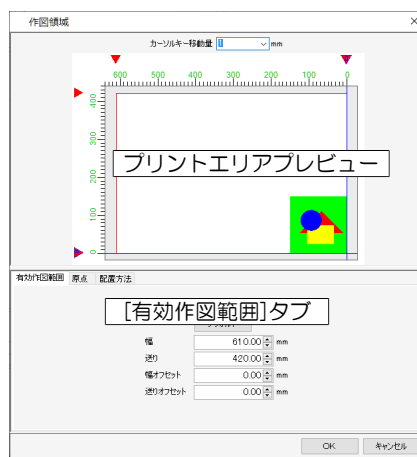 作図領域
カーソルキー移動量 1 mm
600 500 400 300 200 100 0
400
300
200
100
0
プリントエリアプレビュー
有効作図範囲 原点 配置方法
[有効作図範囲]タブ
幅 610.00 mm
送り 420.00 mm
幅オフセット 0.00 mm
送りオフセット 0.00 mm
OK キャンセル